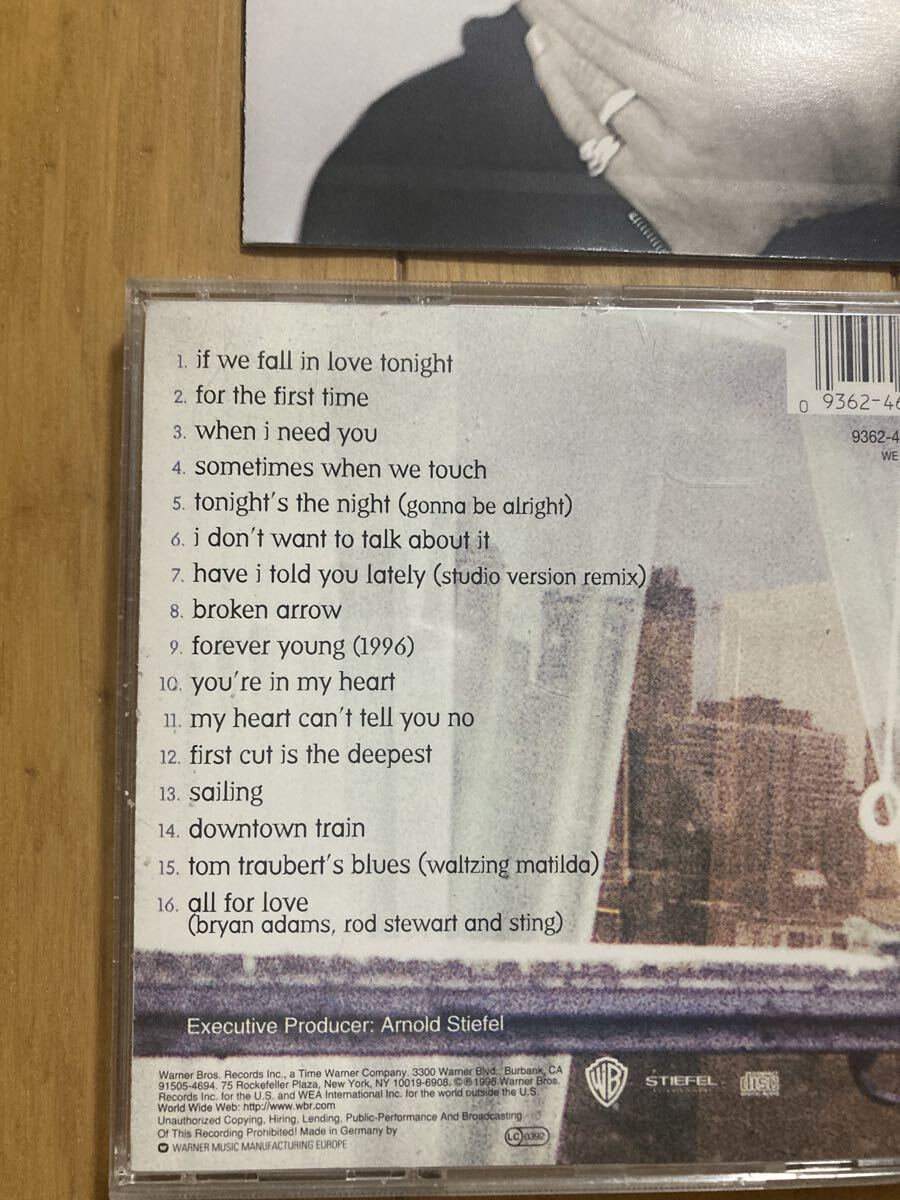 1. if we fall in love tonight
2. for the first time
3. when i need you
4. sometimes when we touch
5. tonight's the night (gonna be alright)
6. i don't want to talk about it
7. have i told you lately (studio version remix)
8. broken arrow
9. forever young (1996)
10. you're in my heart
11. my heart can't tell you no
12. first cut is the deepest
13. sailing
14. downtown train
15. tom traubert's blues (waltzing matilda)
16. all for love
(bryan adams, rod stewart and sting)
0 9362-46
9362-4
WE
Executive Producer: Arnold Stiefel
Warner Bros. Records Inc., a Time Warner Company. 3300 Warner Blvd., Burbank, CA
91505-4694. 75 Rockefeller Plaza, New York, NY 10019-6908. ©℗1996 Warner Bros.
Records Inc. for the U.S. and WEA International Inc. for the world outside the U.S.
World Wide Web: http://www.wbr.com
Unauthorized Copying, Hiring, Lending, Public-Performance And Broadcasting
Of This Recording Prohibited! Made in Germany by
WARNER MUSIC MANUFACTURING EUROPE
LC 0392
WB
STIEFEL
COMPACT
disc
DIGITAL AUDIO